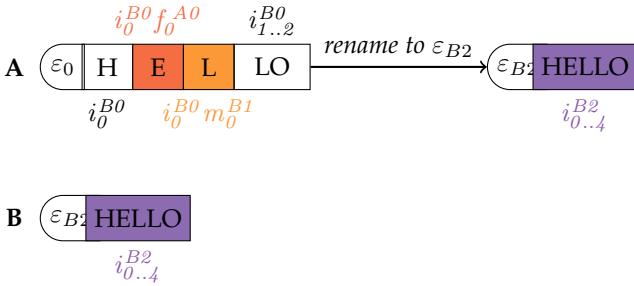 i_0^{B0} f_0^{A0} i_{1..2}^{B0}
A ε_0 H E L LO rename to ε_{B2} ε_{B2} HELLO
i_0^{B0} i_0^{B0} m_0^{B1} i_{0..4}^{B2}
B ε_{B2} HELLO
i_{0..4}^{B2}